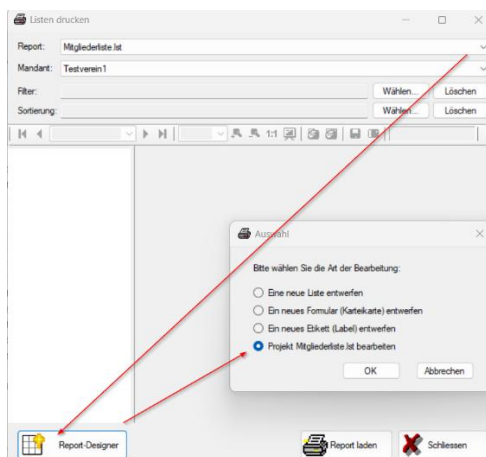 Listen drucken
Report: Mitgliederliste.lst
Mandant: Testverein1
Filter: Wählen... Löschen
Sortierung: Wählen... Löschen
1:1
Auswahl
Bitte wählen Sie die Art der Bearbeitung:
Eine neue Liste entwerfen
Ein neues Formular (Karteikarte) entwerfen
Ein neues Etikett (Label) entwerfen
Projekt Mitgliederliste.lst bearbeiten
OK Abbrechen
Report-Designer Report laden Schliessen